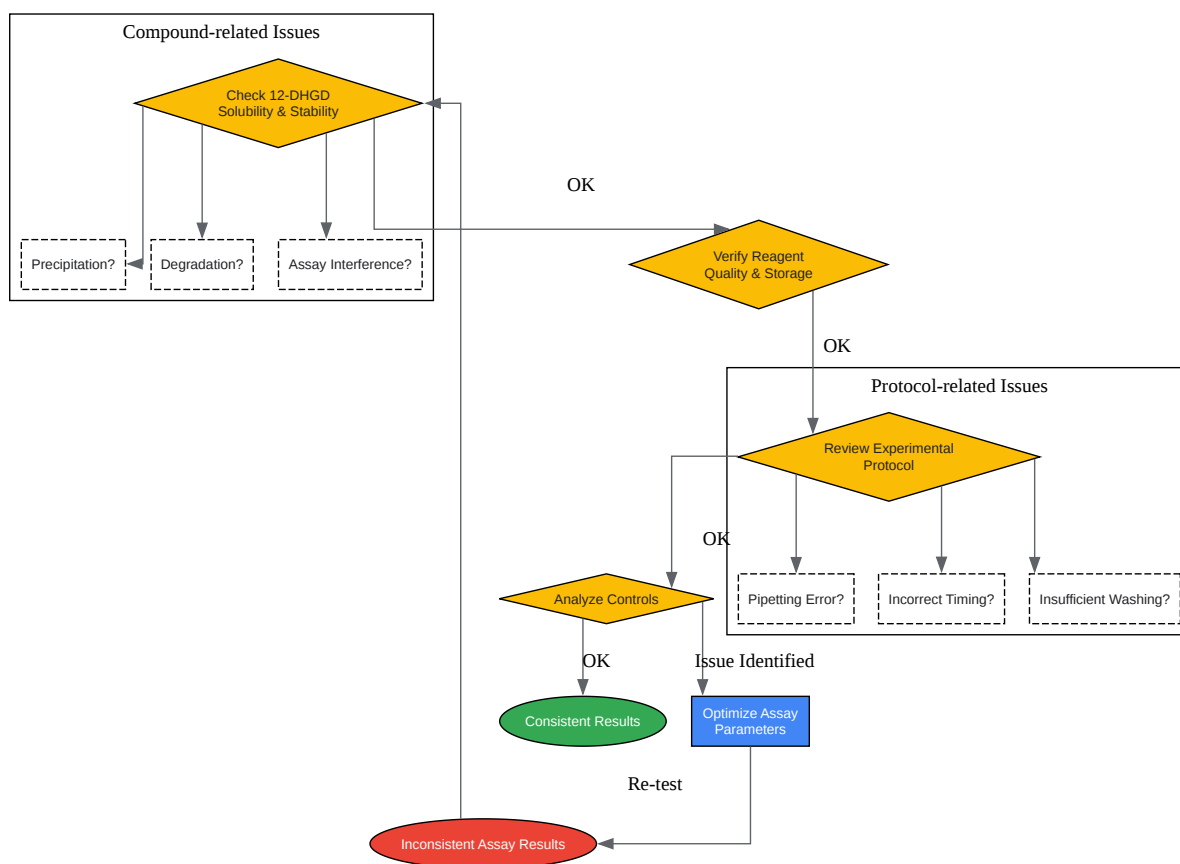 Compound-related Issues
Check 12-DHGD
Solubility & Stability
OK
Precipitation?
Degradation?
Assay Interference?
Verify Reagent
Quality & Storage
OK
Protocol-related Issues
Review Experimental
Protocol
OK
Pipetting Error?
Incorrect Timing?
Insufficient Washing?
Analyze Controls
OK
Issue Identified
Consistent Results
Optimize Assay
Parameters
Re-test
Inconsistent Assay Results